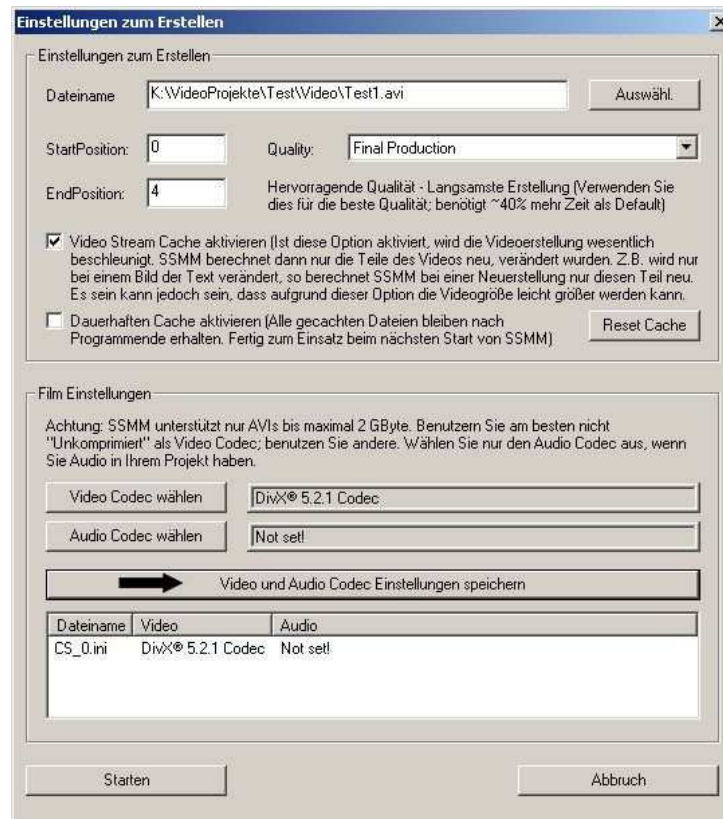 Einstellungen zum Erstellen
Einstellungen zum Erstellen
Dateiname K:\VideoProjekte\Test\Video\Test1.avi Auswähl.
StartPosition: 0 Quality: Final Production
EndPosition: 4 Hervorragende Qualität - Langsamste Erstellung (Verwenden Sie
dies für die beste Qualität; benötigt ~40% mehr Zeit als Default)
Video Stream Cache aktivieren (Ist diese Option aktiviert, wird die Videoerstellung wesentlich
beschleunigt. SSMM berechnet dann nur die Teile des Videos neu, verändert wurden. Z.B. wird nur
bei einem Bild der Text verändert, so berechnet SSMM bei einer Neuerstellung nur diesen Teil neu.
Es sein kann jedoch sein, dass aufgrund dieser Option die Videogröße leicht größer werden kann.
Dauerhaften Cache aktivieren (Alle gecachten Dateien bleiben nach
Programmende erhalten. Fertig zum Einsatz beim nächsten Start von SSMM)
Reset Cache
Film Einstellungen
Achtung: SSMM unterstützt nur AVIs bis maximal 2 GByte. Benutzern Sie am besten nicht
"Unkomprimiert" als Video Codec; benutzen Sie andere. Wählen Sie nur den Audio Codec aus, wenn
Sie Audio in Ihrem Projekt haben.
Video Codec wählen DivX® 5.2.1 Codec
Audio Codec wählen Not set!
Video und Audio Codec Einstellungen speichern
Dateiname Video Audio
CS_0.ini DivX® 5.2.1 Codec Not set!
Starten Abbruch